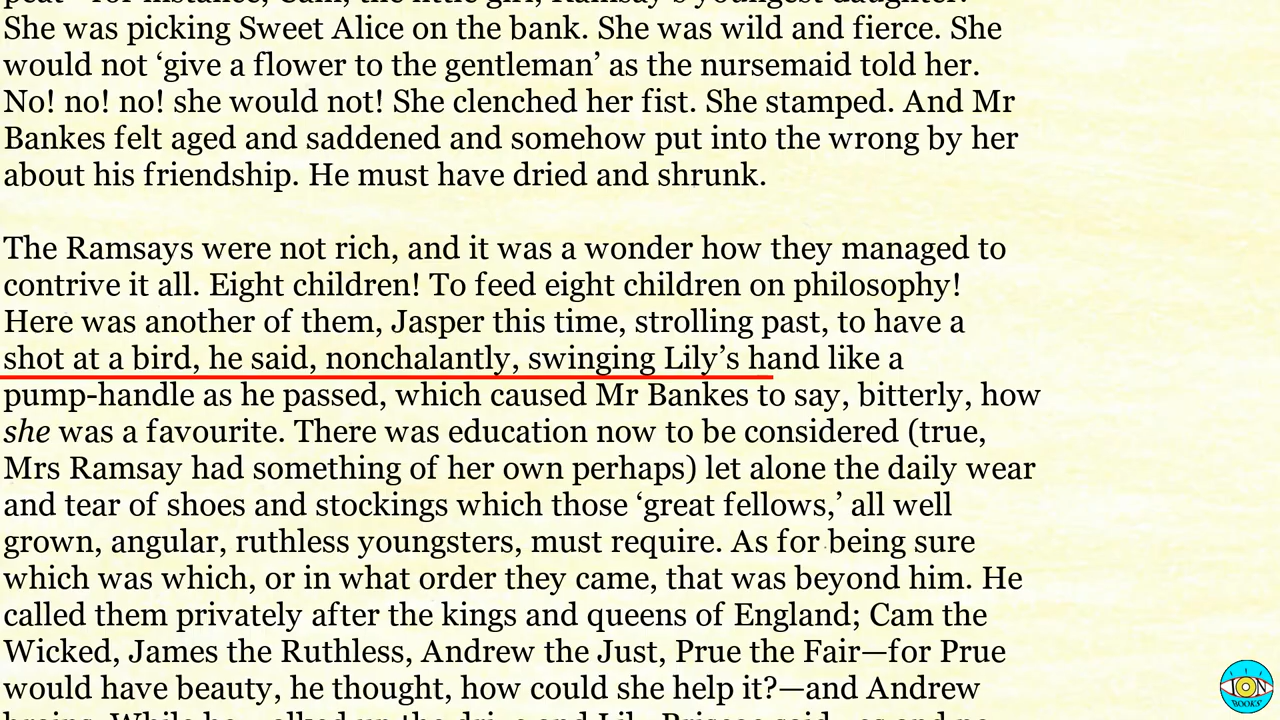 She was picking Sweet Alice on the bank. She was wild and fierce. She
would not ‘give a flower to the gentleman’ as the nursemaid told her.
No! no! no! she would not! She clenched her fist. She stamped. And Mr
Bankes felt aged and saddened and somehow put into the wrong by her
about his friendship. He must have dried and shrunk.
The Ramsays were not rich, and it was a wonder how they managed to
contrive it all. Eight children! To feed eight children on philosophy!
Here was another of them, Jasper this time, strolling past, to have a
shot at a bird, he said, nonchalantly, swinging Lily’s hand like a
pump-handle as he passed, which caused Mr Bankes to say, bitterly, how
she was a favourite. There was education now to be considered (true,
Mrs Ramsay had something of her own perhaps) let alone the daily wear
and tear of shoes and stockings which those ‘great fellows,’ all well
grown, angular, ruthless youngsters, must require. As for being sure
which was which, or in what order they came, that was beyond him. He
called them privately after the kings and queens of England; Cam the
Wicked, James the Ruthless, Andrew the Just, Prue the Fair—for Prue
would have beauty, he thought, how could she help it?—and Andrew
ION
BOOKS